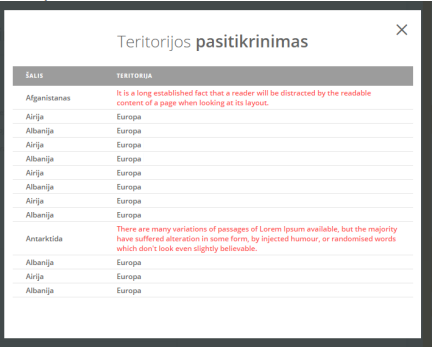 Teritorijos pasitikrinimas
ŠALIS TERITORIJA
Afganistanas It is a long established fact that a reader will be distracted by the readable
content of a page when looking at its layout.
Airija Europa
Albanija Europa
Airija Europa
Albanija Europa
Airija Europa
Albanija Europa
Airija Europa
Albanija Europa
There are many variations of passages of Lorem Ipsum available, but the majority
Antarktida have suffered alteration in some form, by injected humour, or randomised words
which don't look even slightly believable.
Albanija Europa
Airija Europa
Albanija Europa